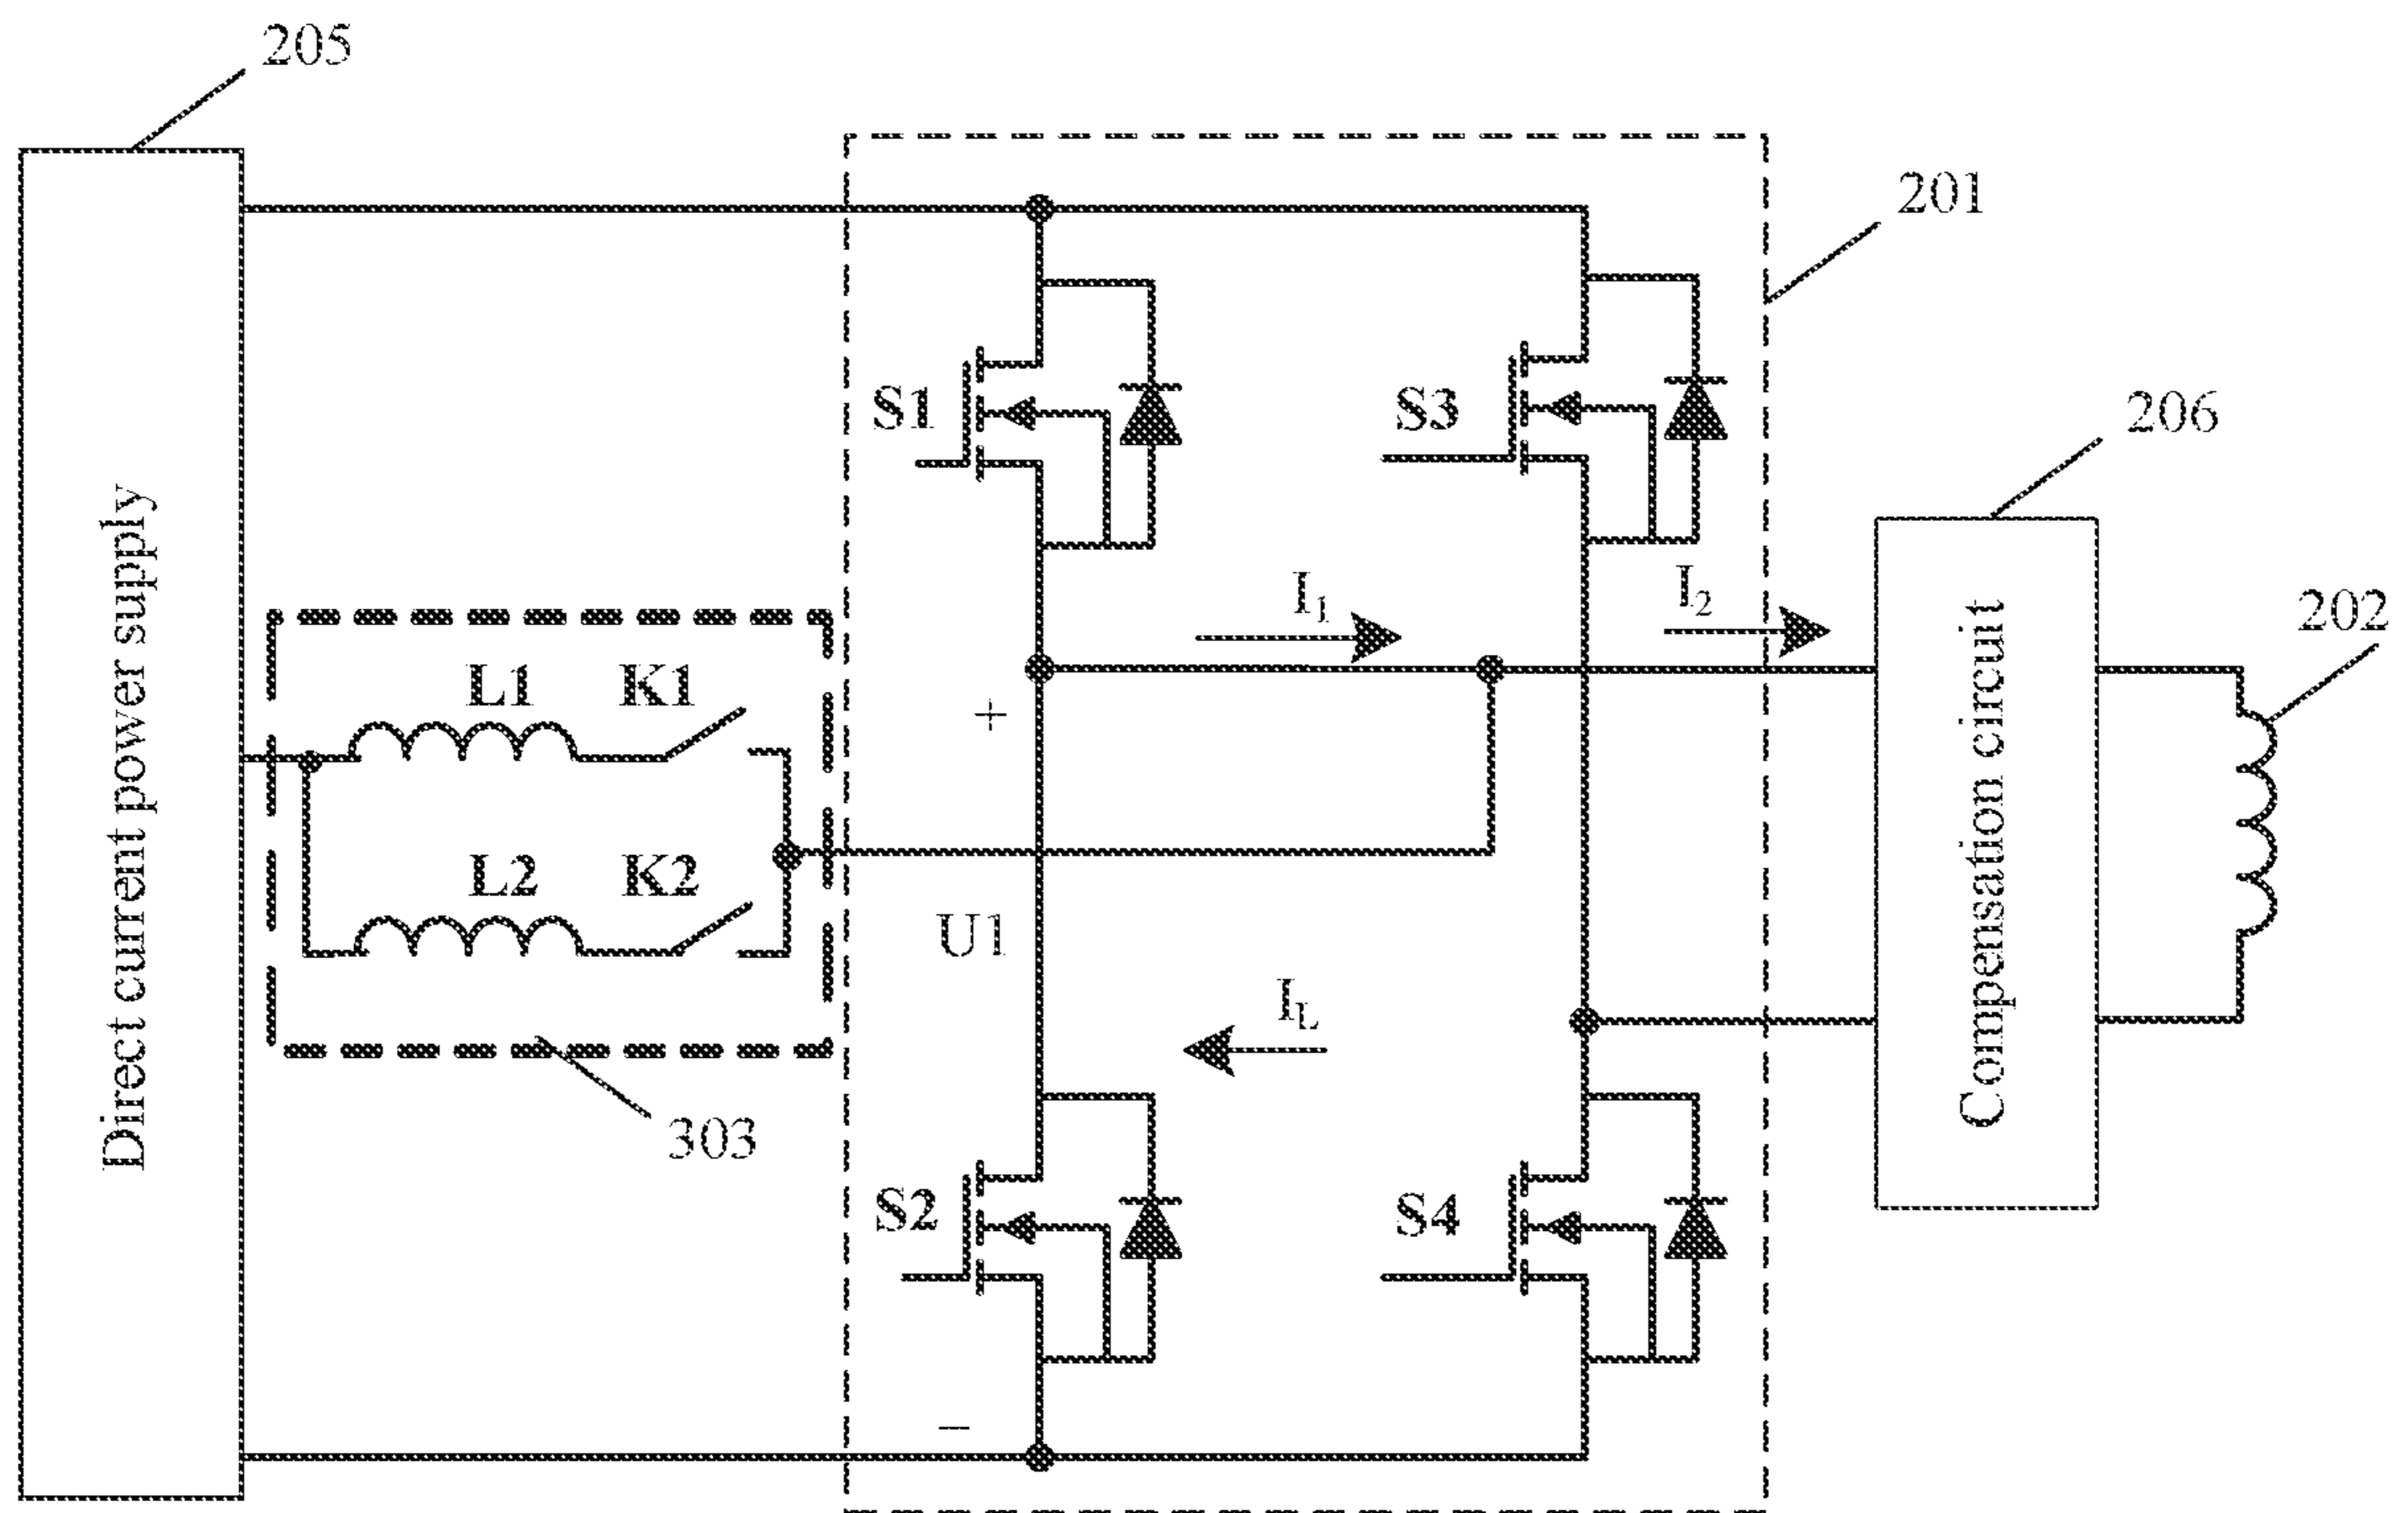 205
201
S1
S3
206
I1
I2
202
L1
K1
+
Direct current power supply
Compensation circuit
L2
K2
U1
IL
303
S2
S4
−